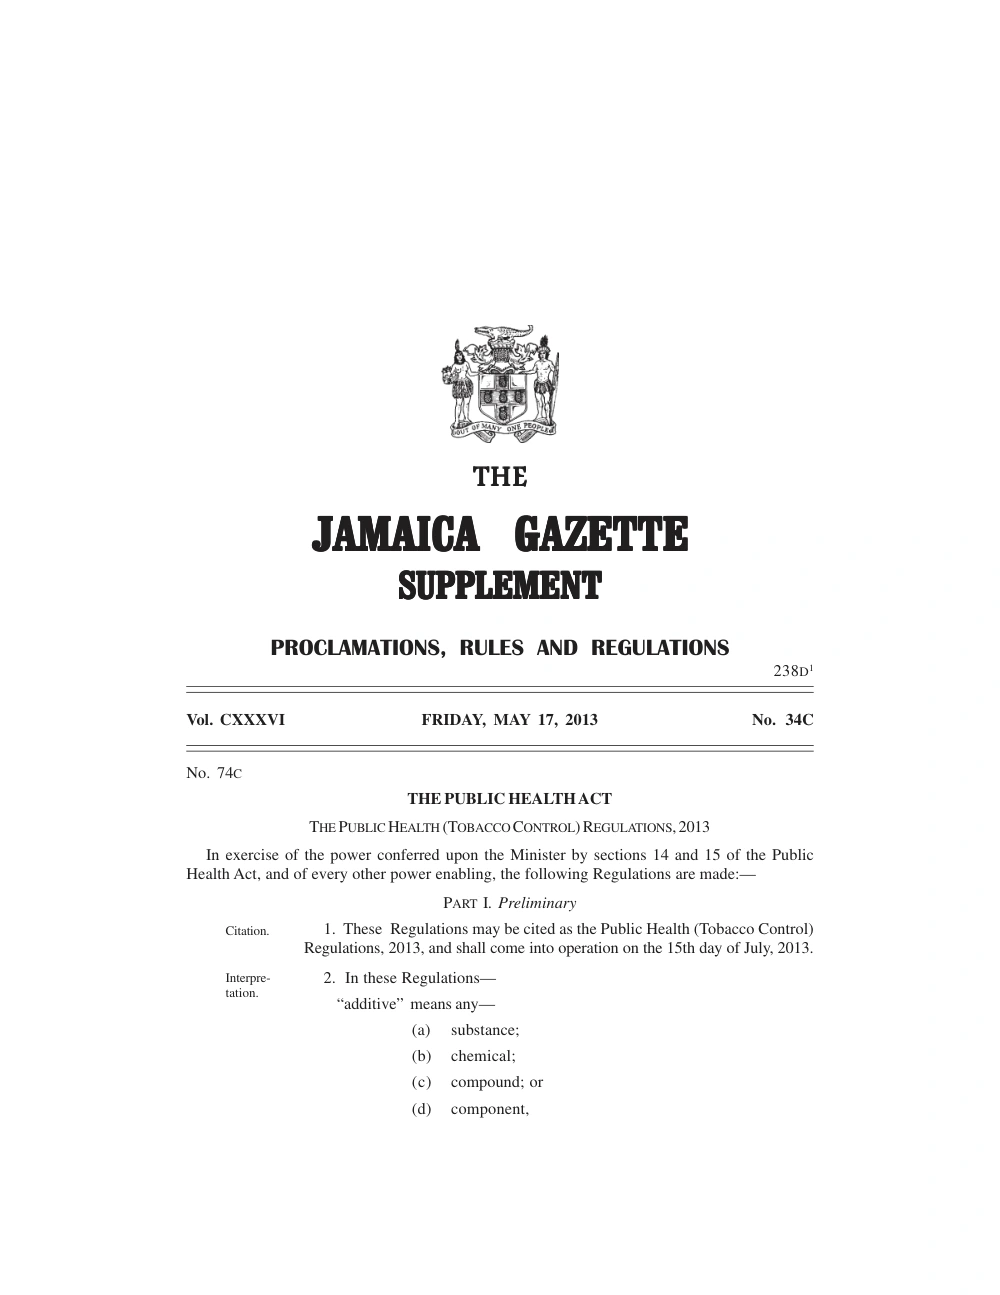 OUT OF MANY ONE PEOPLE
THE
JAMAICA GAZETTE
SUPPLEMENT
PROCLAMATIONS, RULES AND REGULATIONS
238D¹
Vol. CXXXVI FRIDAY, MAY 17, 2013 No. 34C
No. 74C
THE PUBLIC HEALTH ACT
THE PUBLIC HEALTH (TOBACCO CONTROL) REGULATIONS, 2013
In exercise of the power conferred upon the Minister by sections 14 and 15 of the Public
Health Act, and of every other power enabling, the following Regulations are made:—
PART I. Preliminary
Citation. 1. These Regulations may be cited as the Public Health (Tobacco Control)
Regulations, 2013, and shall come into operation on the 15th day of July, 2013.
Interpre- 2. In these Regulations—
tation.
“additive” means any—
(a) substance;
(b) chemical;
(c) compound; or
(d) component,